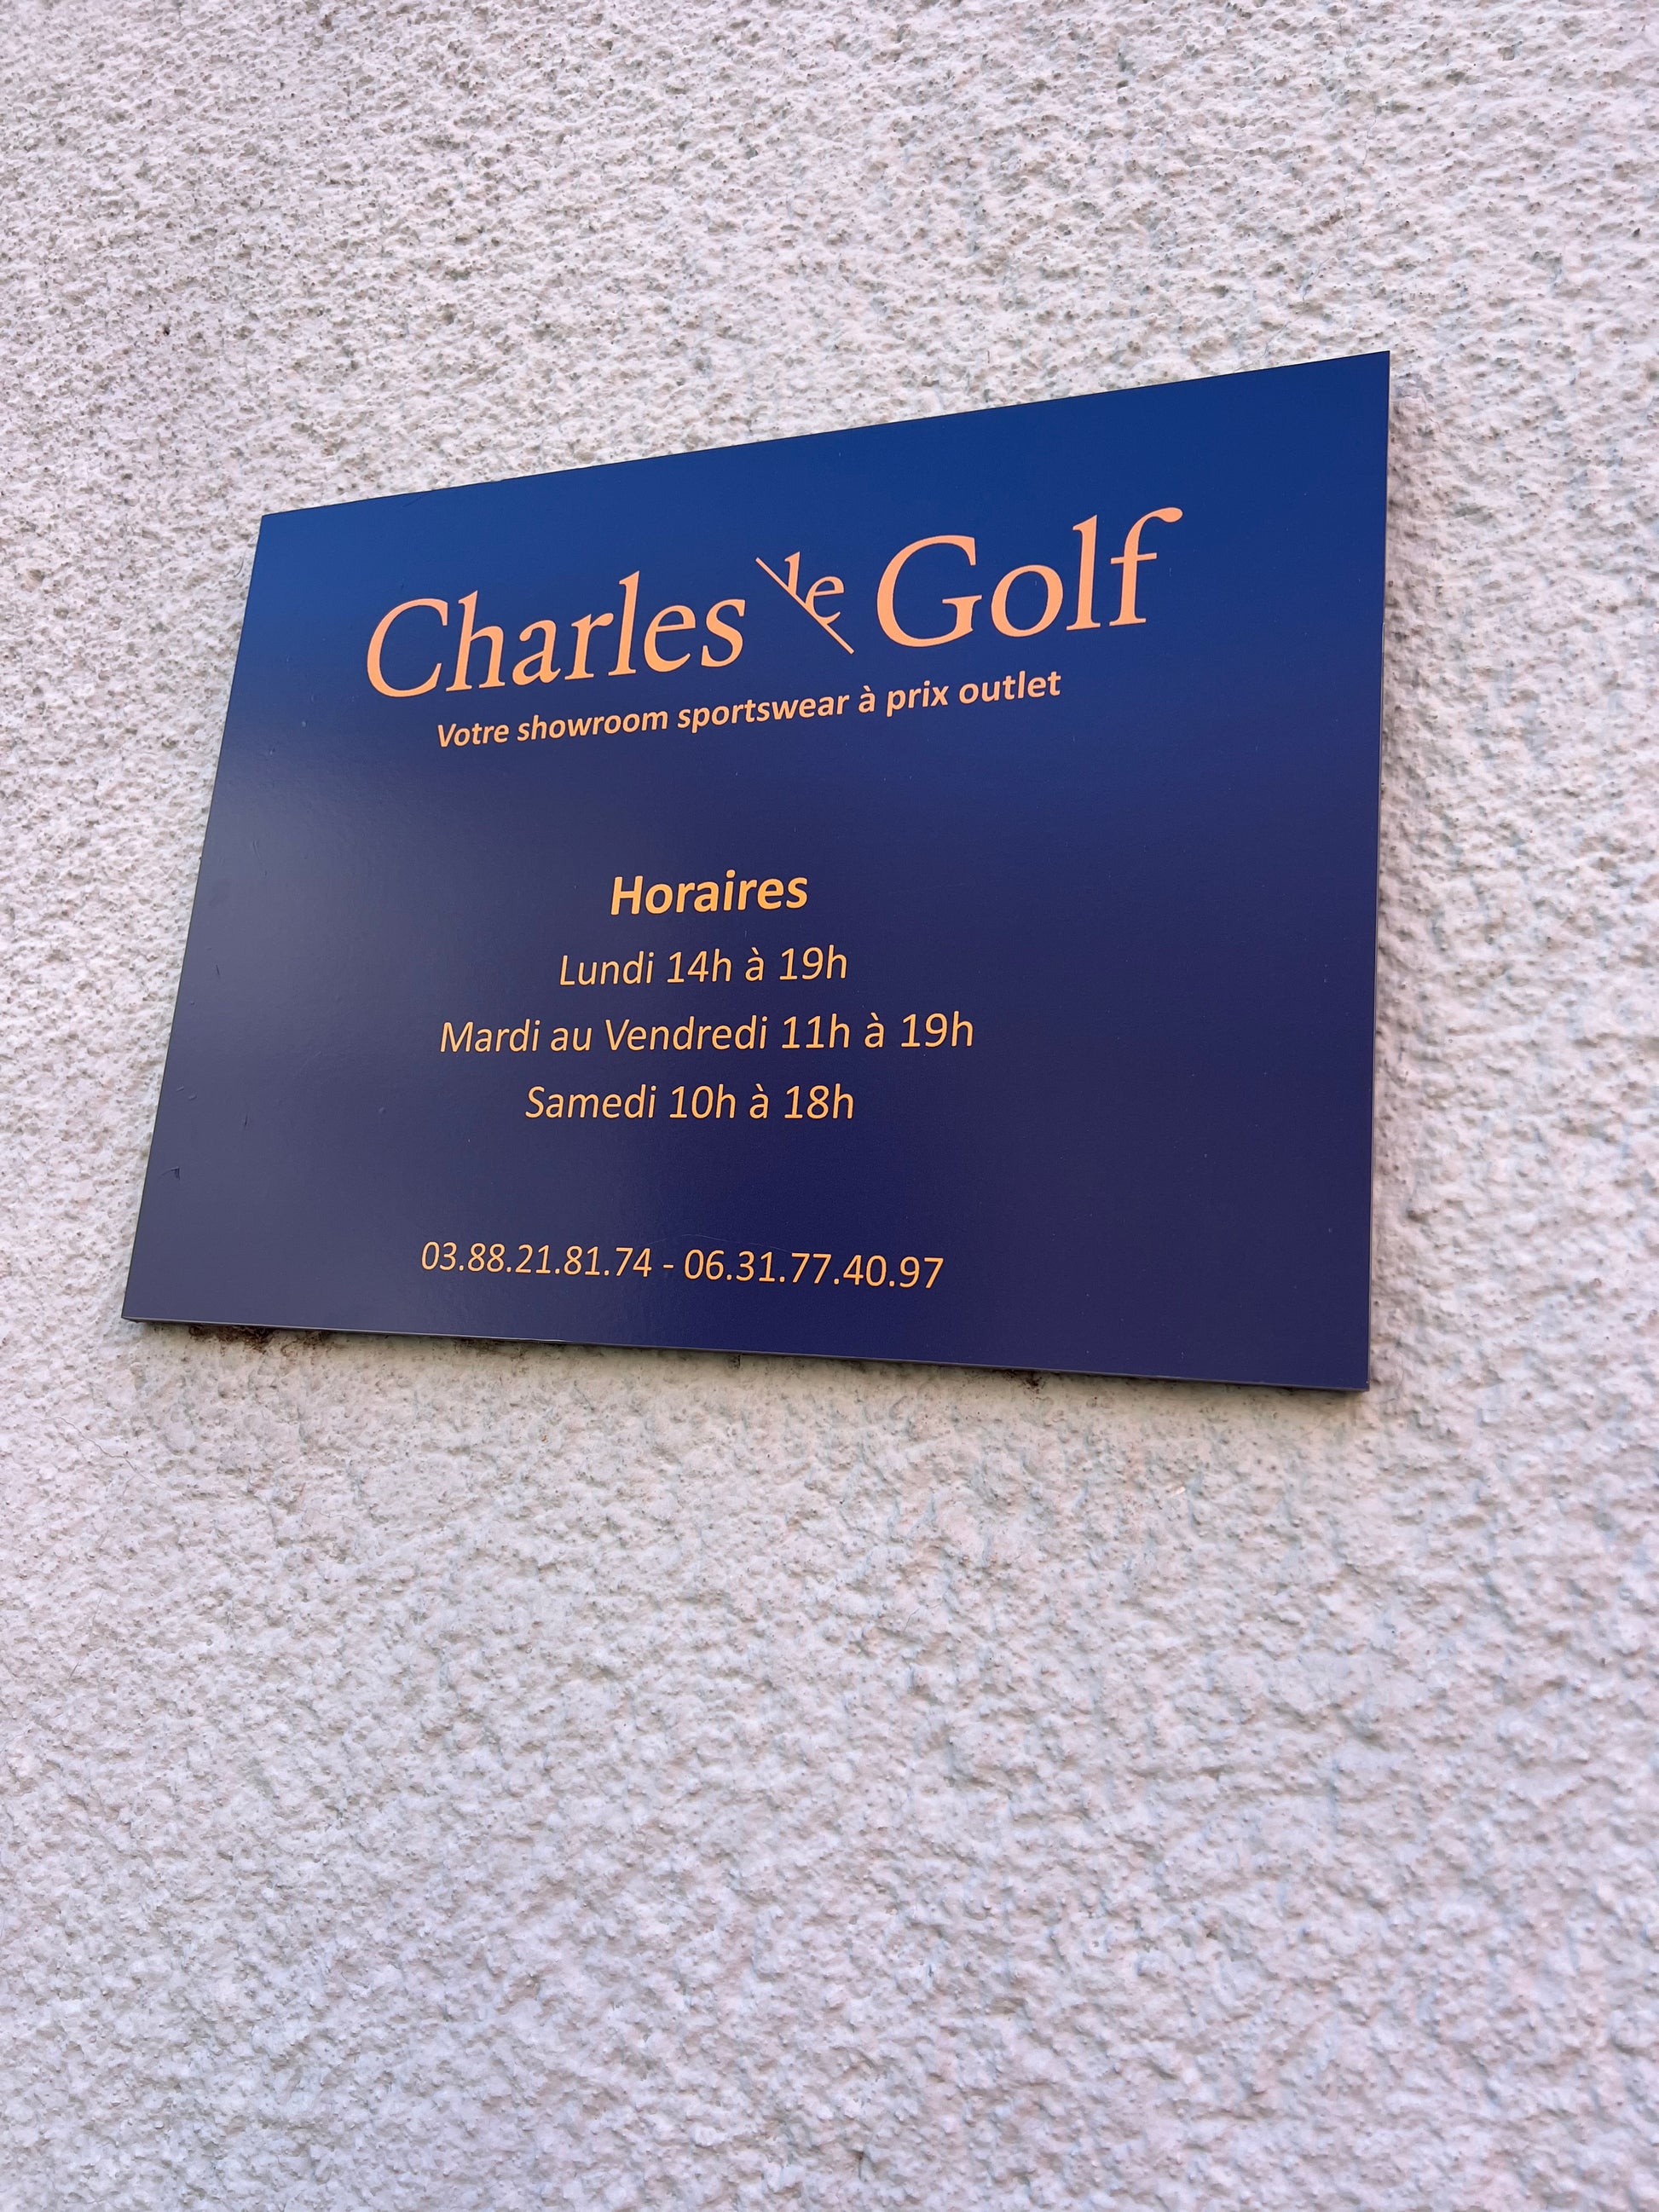 Charles le Golf
Votre showroom sportswear à prix outlet
Horaires
Lundi 14h à 19h
Mardi au Vendredi 11h à 19h
Samedi 10h à 18h
03.88.21.81.74 - 06.31.77.40.97